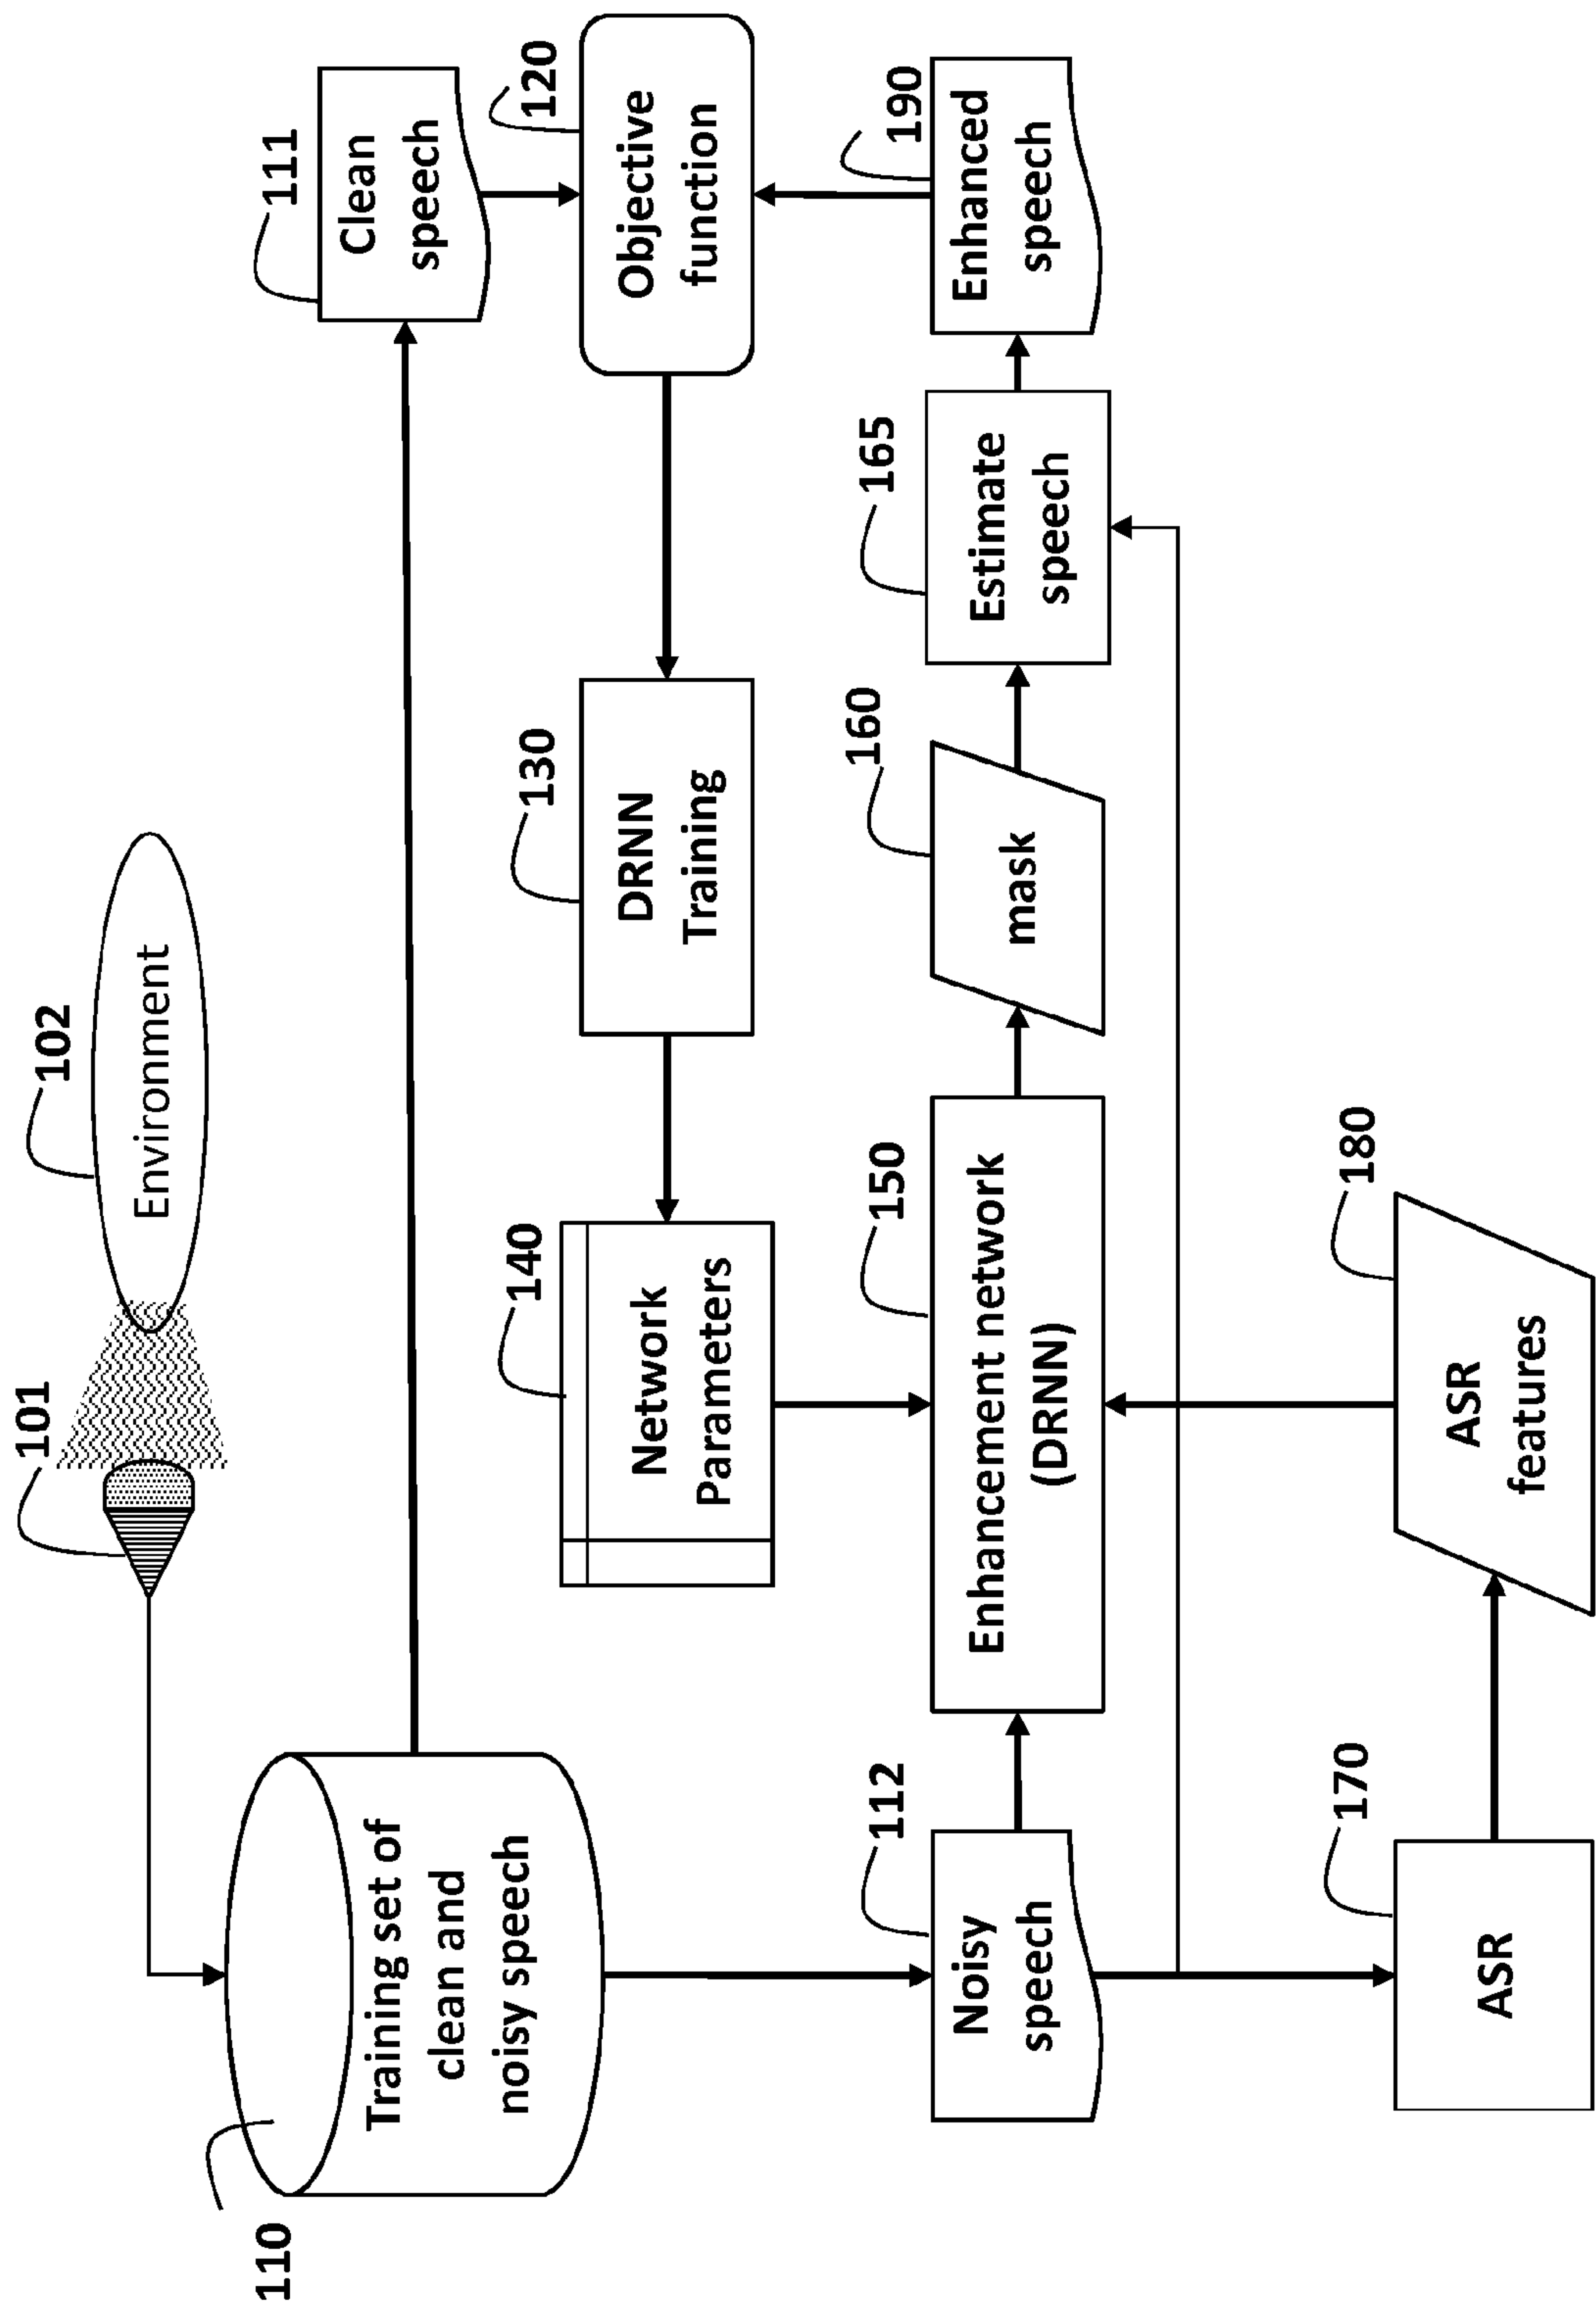 101
102
Environment
110
111
Training set of
clean and
noisy speech
Clean
speech
140
130
120
Network
Parameters
DRNN
Training
Objective
function
112
150
160
165
190
Noisy
speech
Enhancement network
(DRNN)
mask
Estimate
speech
Enhanced
speech
170
180
ASR
ASR
features